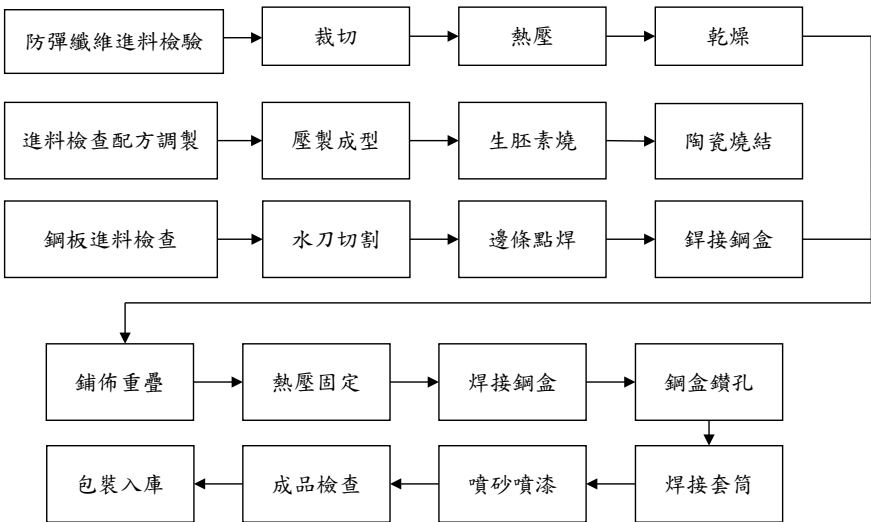 防彈纖維進料檢驗
裁切
熱壓
乾燥
進料檢查配方調製
壓製成型
生胚素燒
陶瓷燒結
鋼板進料檢查
水刀切割
邊條點焊
銲接鋼盒
鋪佈重疊
熱壓固定
焊接鋼盒
鋼盒鑽孔
包裝入庫
成品檢查
噴砂噴漆
焊接套筒